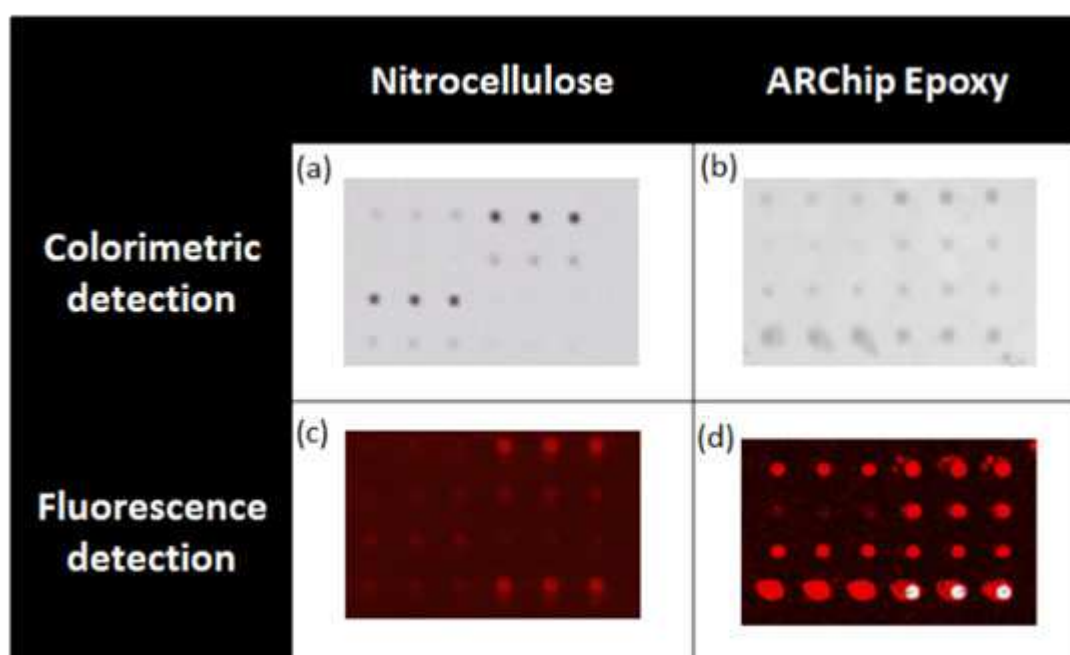 Nitrocellulose
ARChip Epoxy
Colorimetric
detection
(a)
(b)
Fluorescence
detection
(c)
(d)